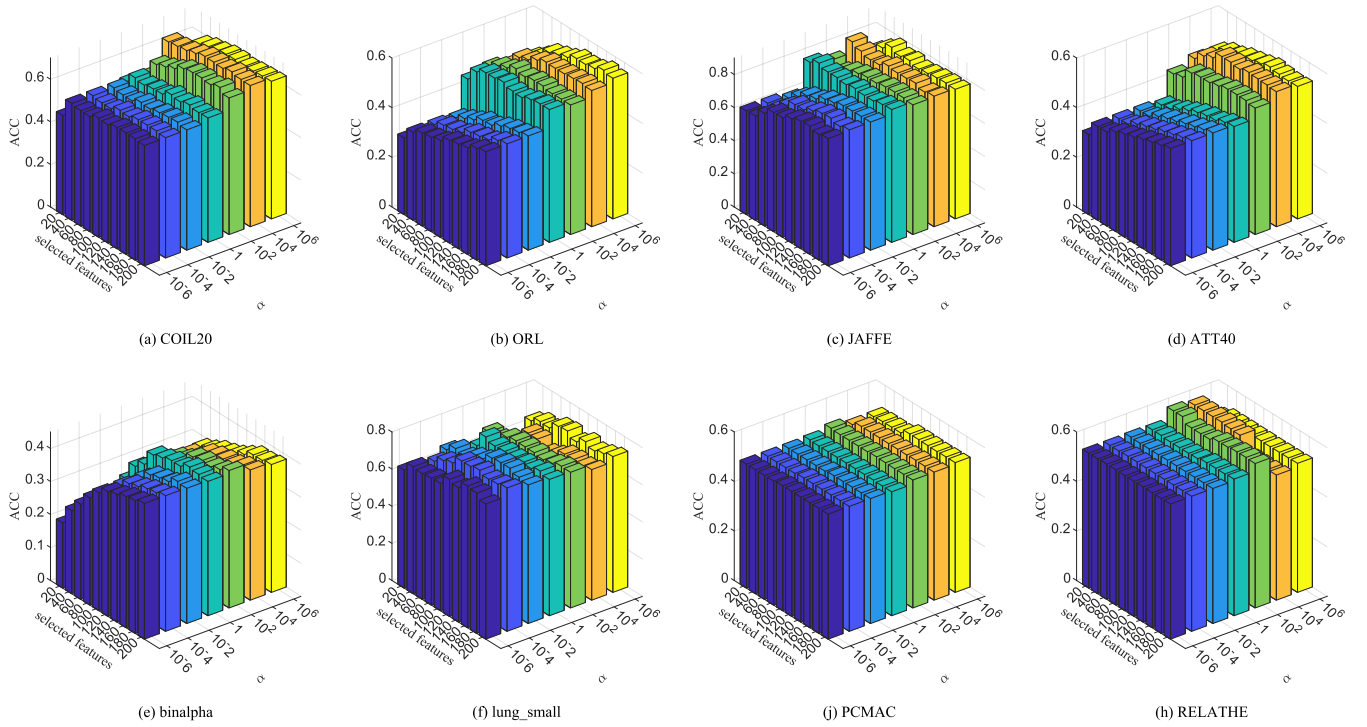 ACC
0.6
0.4
0.2
0
selected features
10^-6
10^-4
10^-2
1
10^2
10^4
10^6
α
(a) COIL20
ACC
0.6
0.4
0.2
0
selected features
10^-6
10^-4
10^-2
1
10^2
10^4
10^6
α
(b) ORL
ACC
0.8
0.6
0.4
0.2
0
selected features
10^-6
10^-4
10^-2
1
10^2
10^4
10^6
α
(c) JAFFE
ACC
0.6
0.4
0.2
0
selected features
10^-6
10^-4
10^-2
1
10^2
10^4
10^6
α
(d) ATT40
ACC
0.4
0.3
0.2
0.1
0
selected features
10^-6
10^-4
10^-2
1
10^2
10^4
10^6
α
(e) binalpha
ACC
0.8
0.6
0.4
0.2
0
selected features
10^-6
10^-4
10^-2
1
10^2
10^4
10^6
α
(f) lung_small
ACC
0.6
0.4
0.2
0
selected features
10^-6
10^-4
10^-2
1
10^2
10^4
10^6
α
(j) PCMAC
ACC
0.6
0.4
0.2
0
selected features
10^-6
10^-4
10^-2
1
10^2
10^4
10^6
α
(h) RELATHE